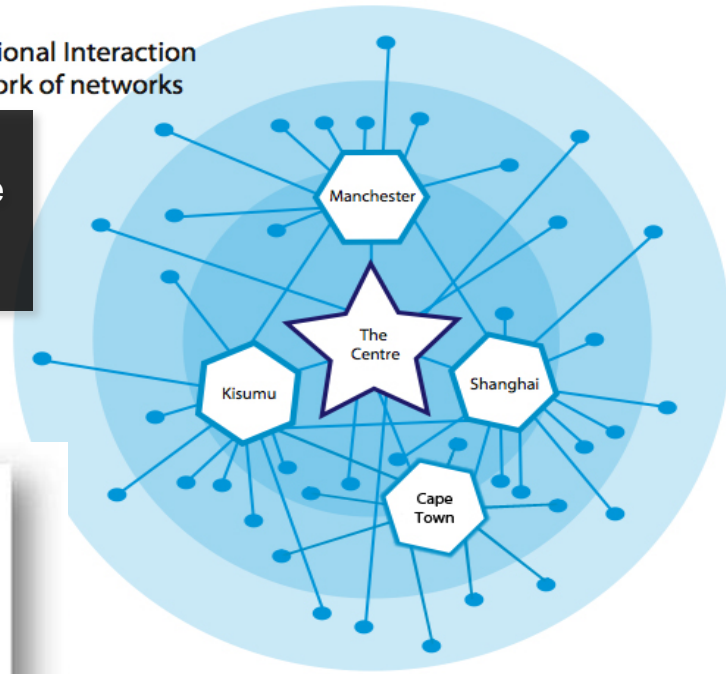 ional Interaction
ork of networks
e
Manchester
The
Centre
Kisumu
Shanghai
Cape
Town